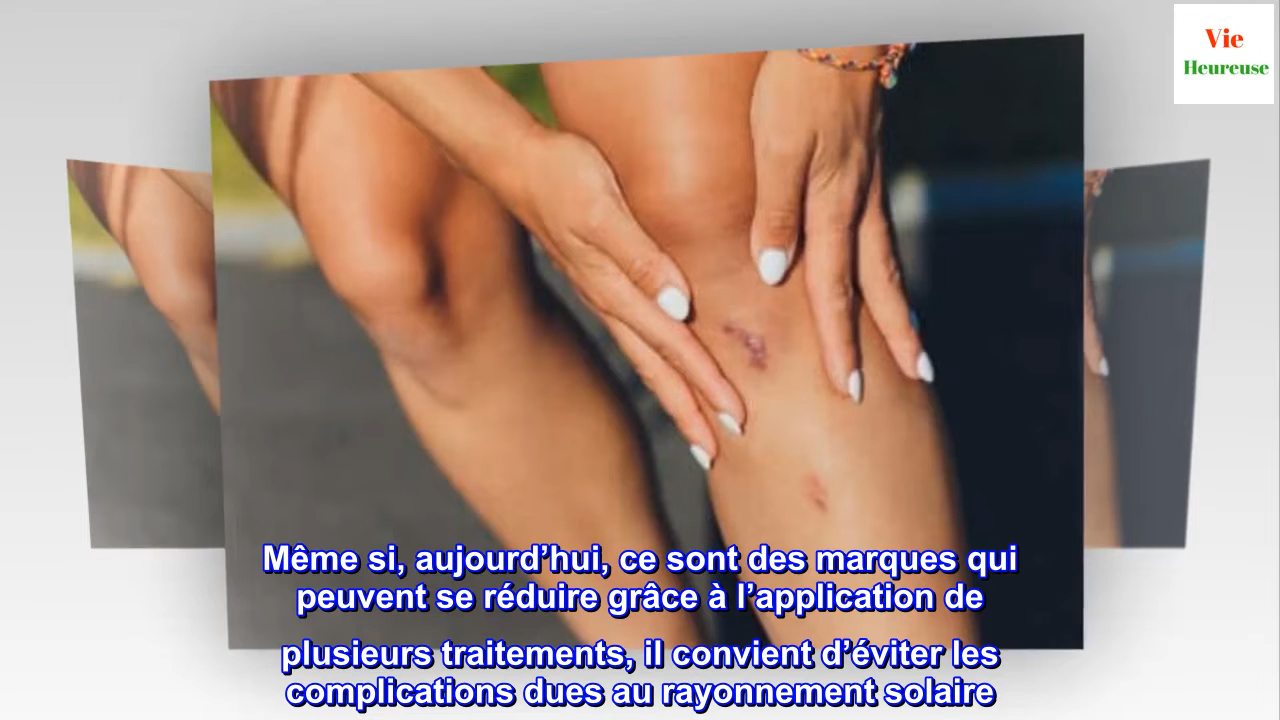 Vie
Heureuse
Même si, aujourd’hui, ce sont des marques qui
peuvent se réduire grâce à l’application de
plusieurs traitements, il convient d’éviter les
complications dues au rayonnement solaire